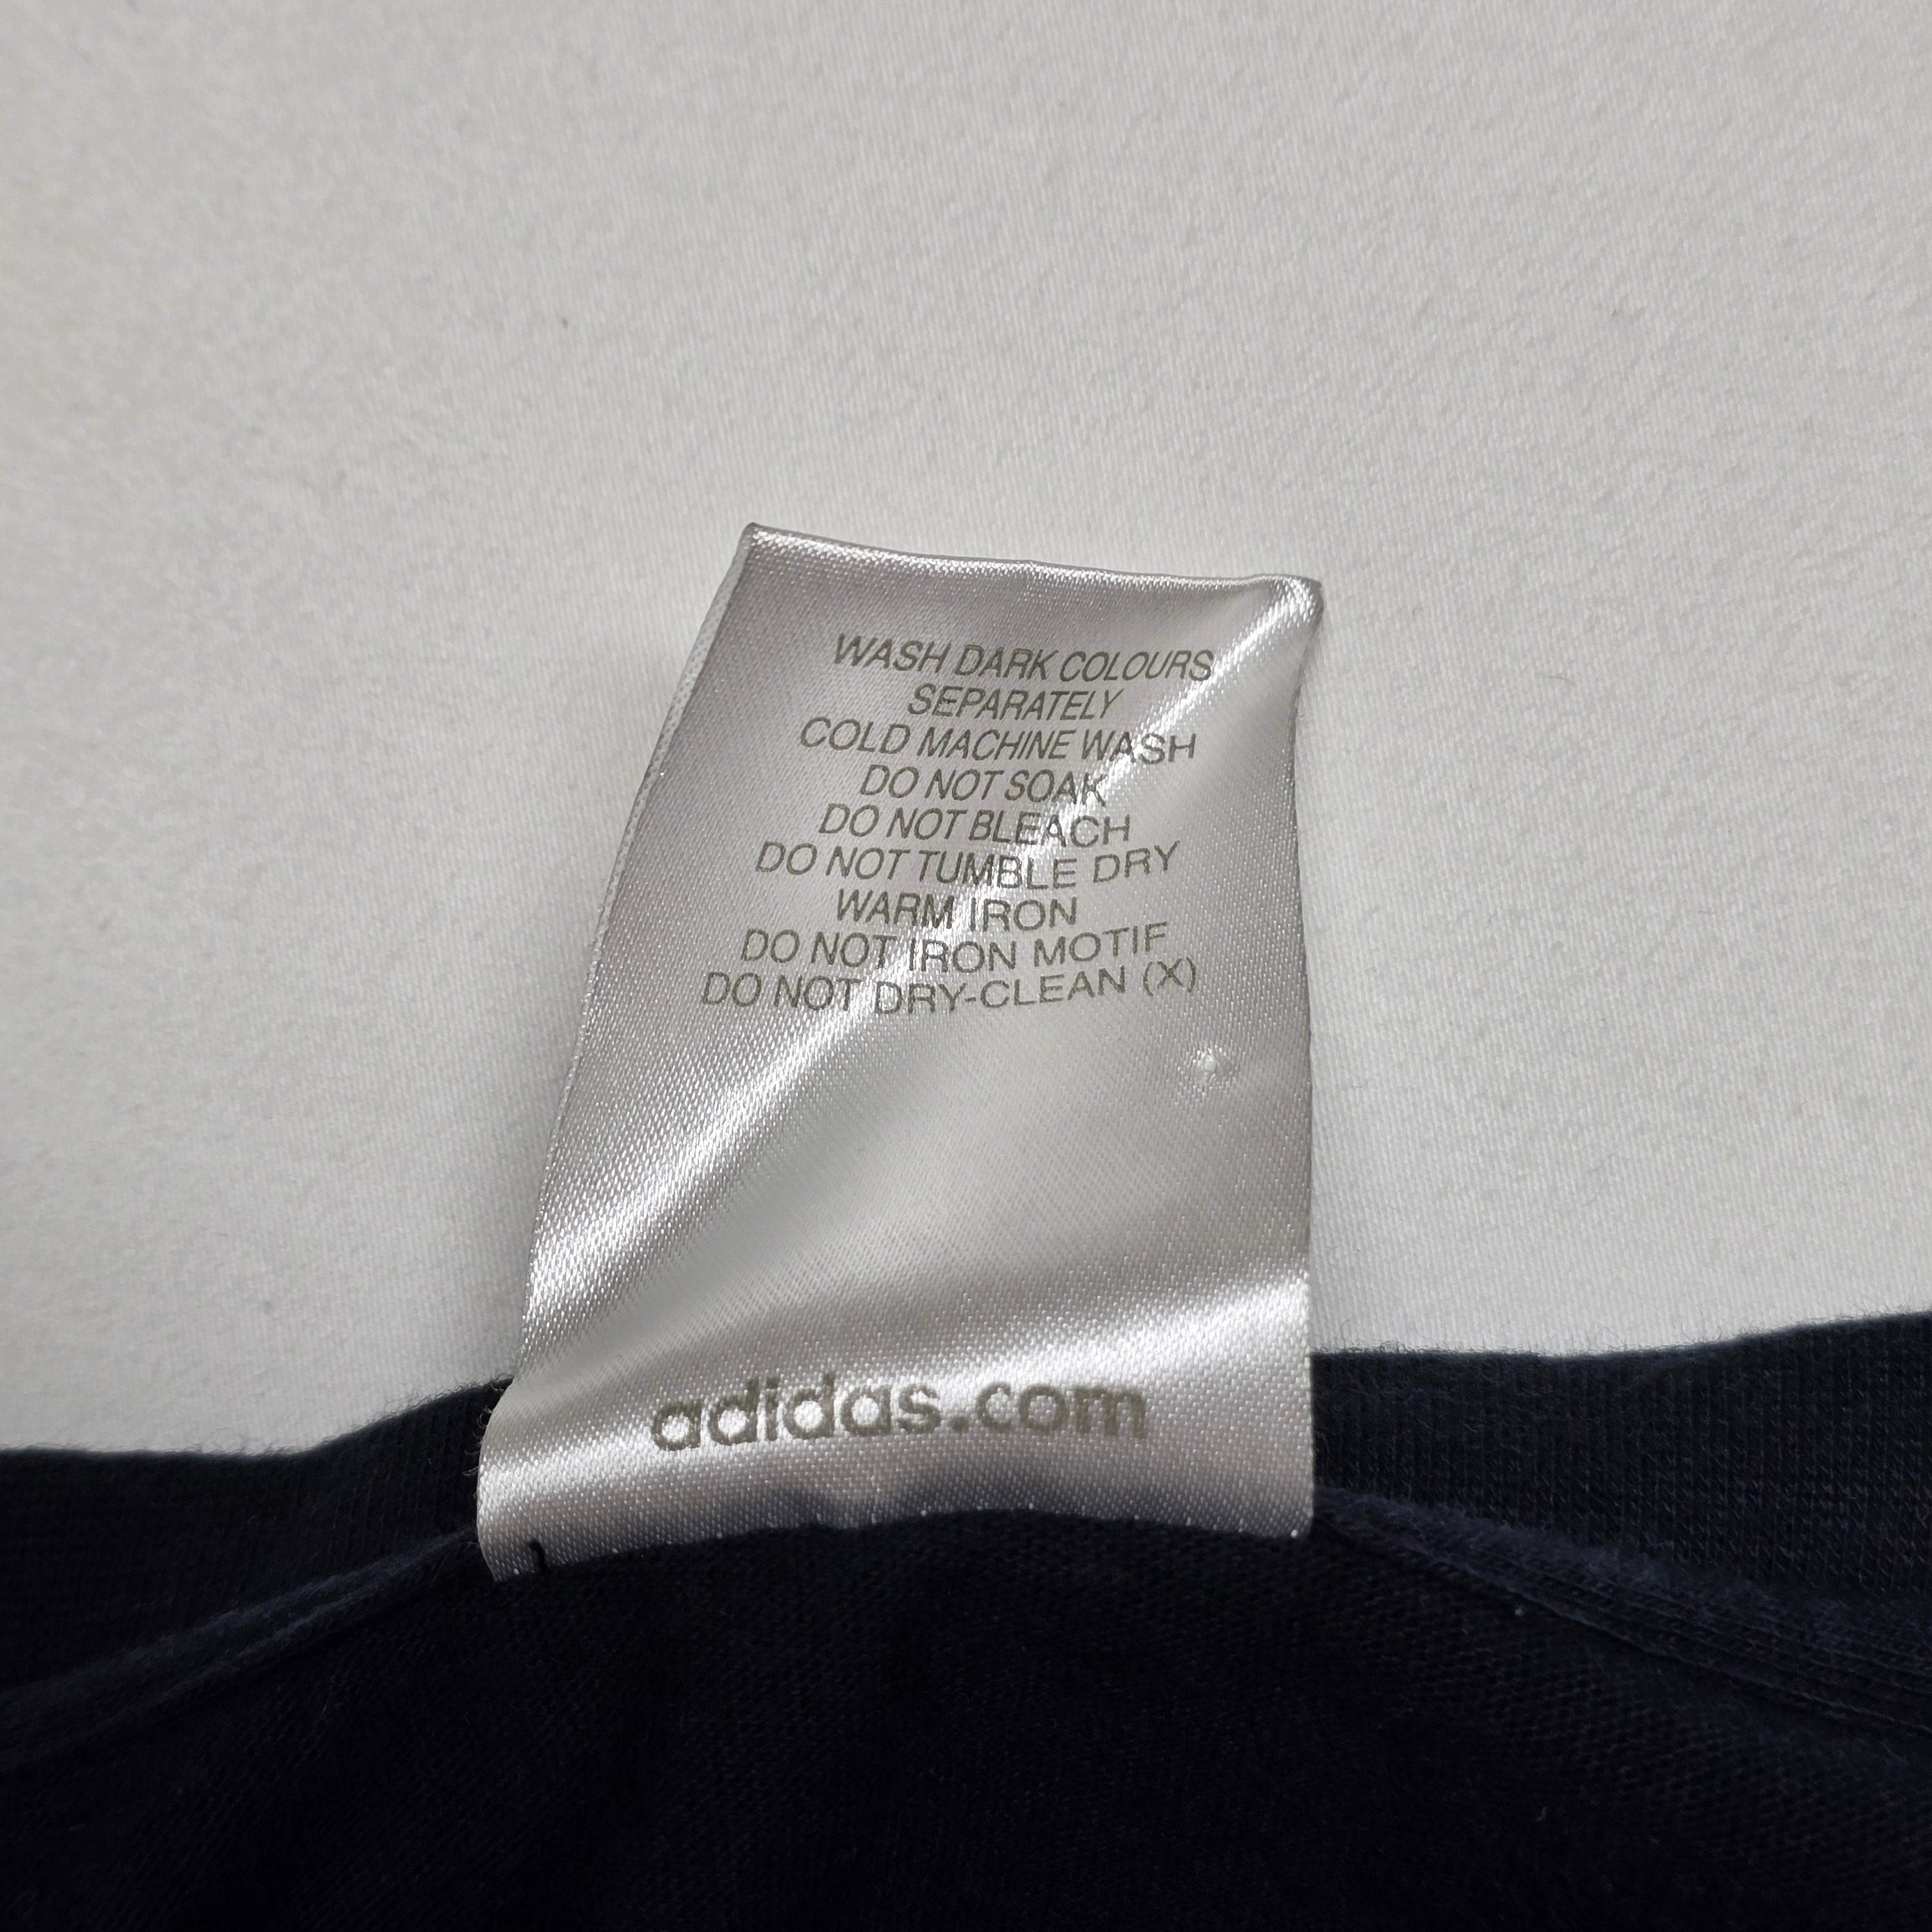 WASH DARK COLOURS
SEPARATELY
COLD MACHINE WASH
DO NOT SOAK
DO NOT BLEACH
DO NOT TUMBLE DRY
WARM IRON
DO NOT IRON MOTIF
DO NOT DRY-CLEAN (X)
adidas.com